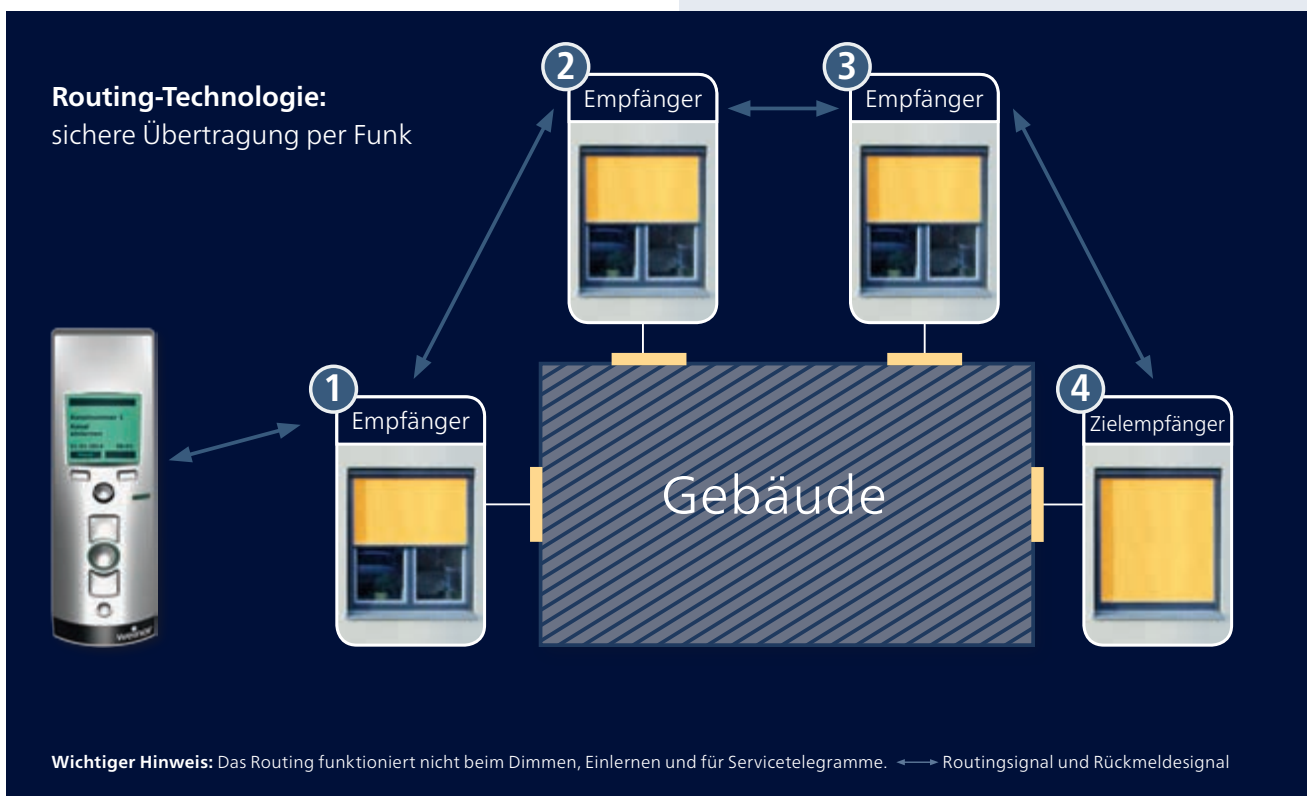 Routing-Technologie:
sichere Übertragung per Funk
2
Empfänger
3
Empfänger
1
Empfänger
4
Zielempfänger
Gebäude
weinor
Wichtiger Hinweis: Das Routing funktioniert nicht beim Dimmen, Einlernen und für Servicetelegramme. Routingsignal und Rückmeldesignal